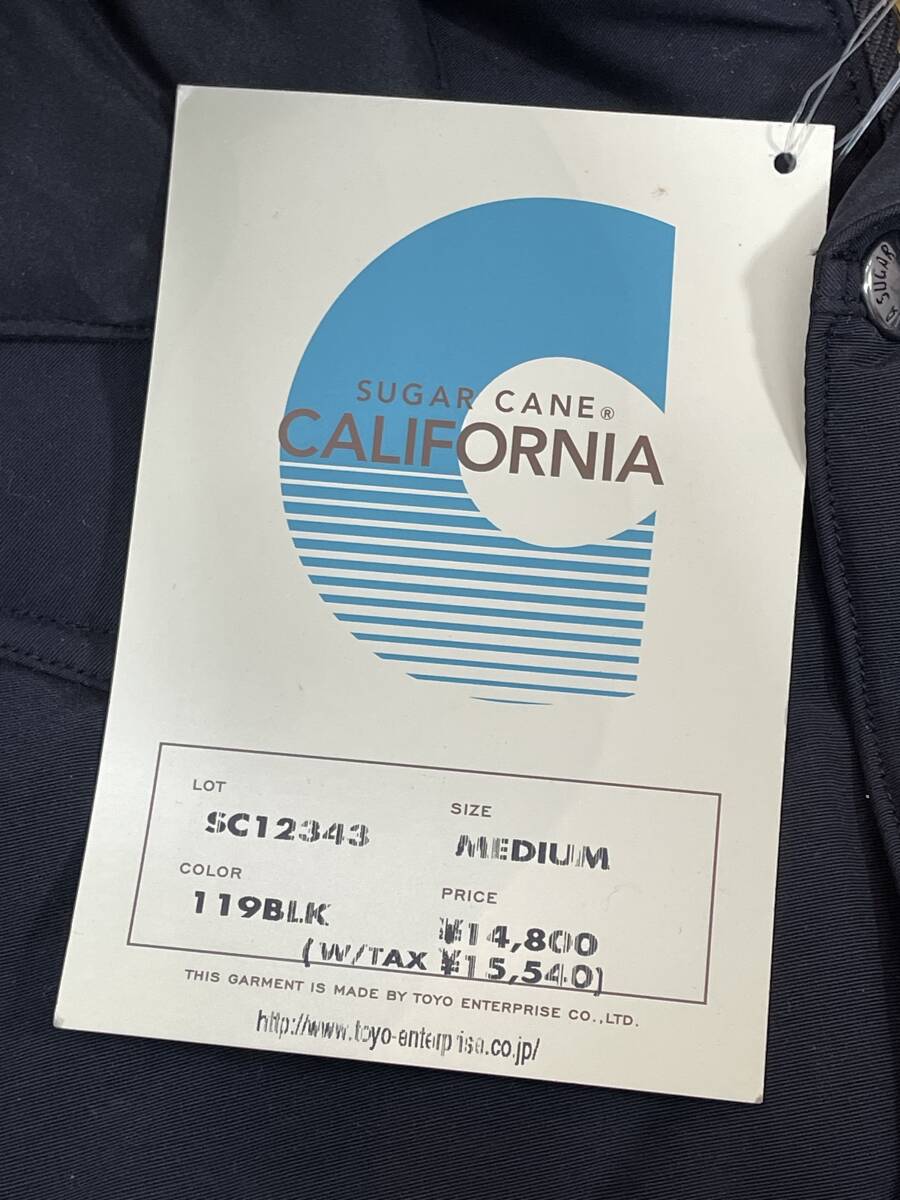 SUGAR CANE®
CALIFORNIA
LOT
SC12343
SIZE
MEDIUM
COLOR
119BLK
PRICE
¥14,800
(W/TAX ¥15,540)
THIS GARMENT IS MADE BY TOYO ENTERPRISE CO.,LTD.
http://www.toyo-enterprise.co.jp/
SUGAR